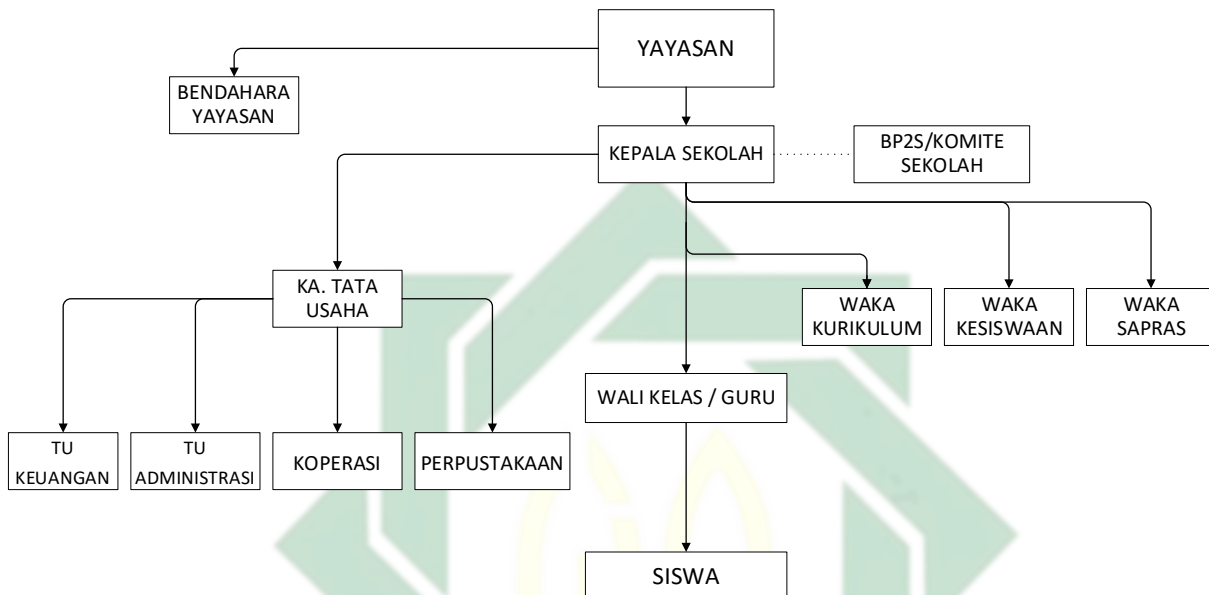 YAYASAN
BENDAHARA
YAYASAN
KEPALA SEKOLAH
BP2S/KOMITE
SEKOLAH
KA. TATA
USAHA
WAKA
KURIKULUM
WAKA
KESISWAAN
WAKA
SAPRAS
WALI KELAS / GURU
TU
KEUANGAN
TU
ADMINISTRASI
KOPERASI
PERPUSTAKAAN
SISWA